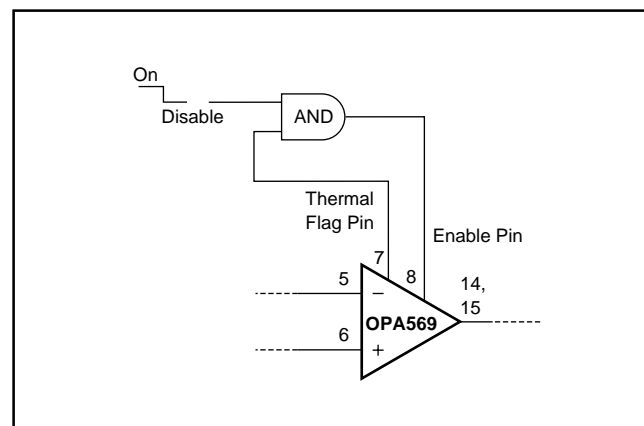 On
Disable
AND
Thermal
Flag Pin
Enable Pin
7
8
5
14,
15
−
OPA569
6
+